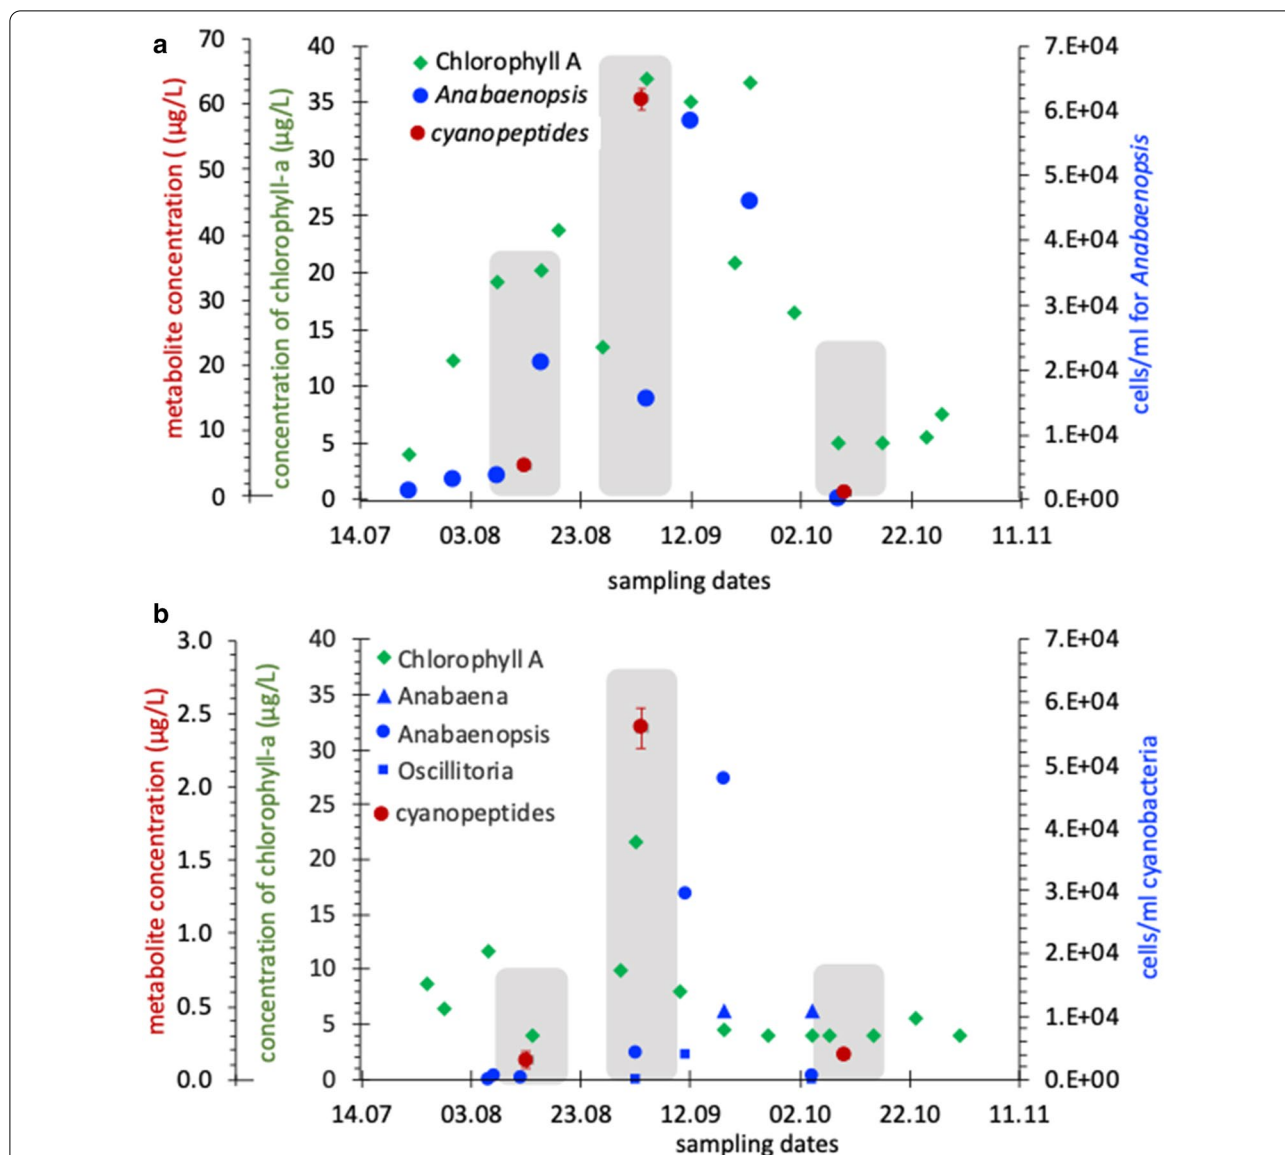 a
metabolite concentration ( (µg/L)
70
60
50
40
30
20
10
0
concentration of chlorophyll-a (µg/L)
40
35
30
25
20
15
10
5
0
Chlorophyll A
Anabaenopsis
cyanopeptides
7.E+04
6.E+04
5.E+04
4.E+04
3.E+04
2.E+04
1.E+04
0.E+00
cells/ml for Anabaenopsis
14.07 03.08 23.08 12.09 02.10 22.10 11.11
sampling dates
b
metabolite concentration (µg/L)
3.0
2.5
2.0
1.5
1.0
0.5
0.0
concentration of chlorophyll-a (µg/L)
40
35
30
25
20
15
10
5
0
Chlorophyll A
Anabaena
Anabaenopsis
Oscillitoria
cyanopeptides
7.E+04
6.E+04
5.E+04
4.E+04
3.E+04
2.E+04
1.E+04
0.E+00
cells/ml cyanobacteria
14.07 03.08 23.08 12.09 02.10 22.10 11.11
sampling dates